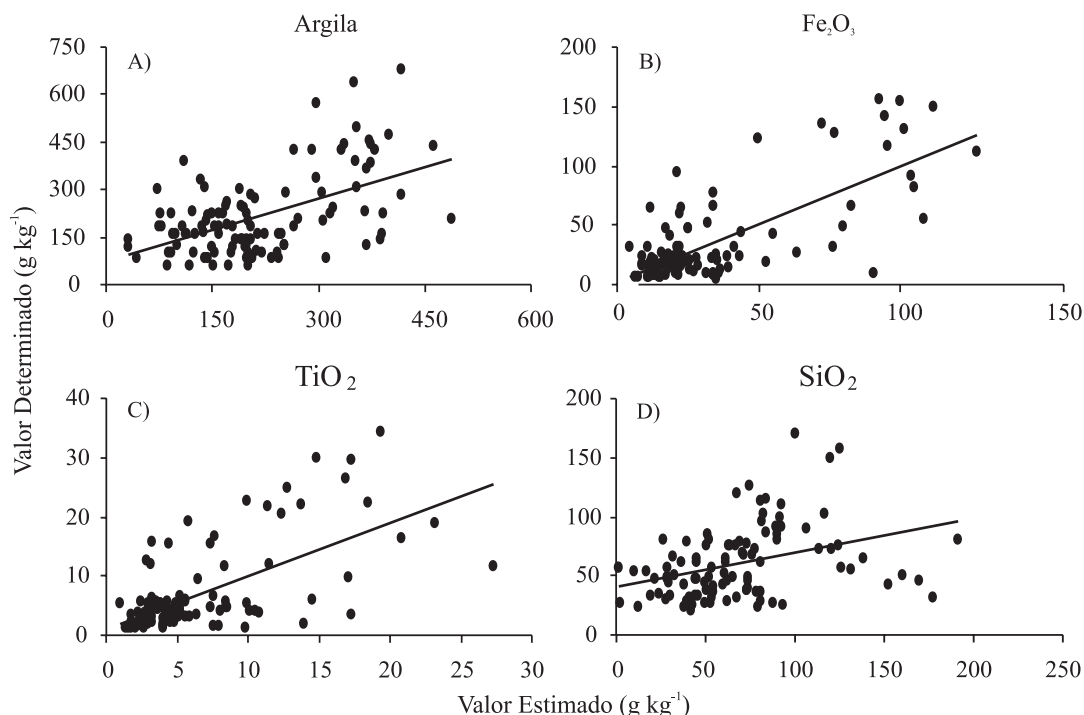 Argila
Fe₂O₃
A)
750
600
450
300
150
0
0 150 300 450 600
B)
200
150
100
50
0
0 50 100 150
TiO₂
SiO₂
C)
40
30
20
10
0
0 5 10 15 20 25 30
D)
200
150
100
50
0
0 50 100 150 200 250
Valor Determinado (g kg⁻¹)
Valor Estimado (g kg⁻¹)